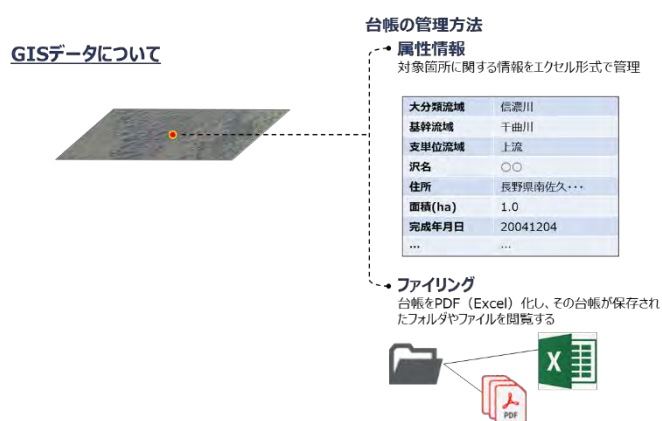 GISデータについて
台帳の管理方法
属性情報
対象箇所に関する情報をエクセル形式で管理
大分類流域 信濃川
基幹流域 千曲川
支単位流域 上流
沢名 〇〇
住所 長野県南佐久・・・
面積(ha) 1.0
完成年月日 20041204
... ...
ファイリング
台帳をPDF（Excel）化し、その台帳が保存され
たフォルダやファイルを閲覧する
X
PDF